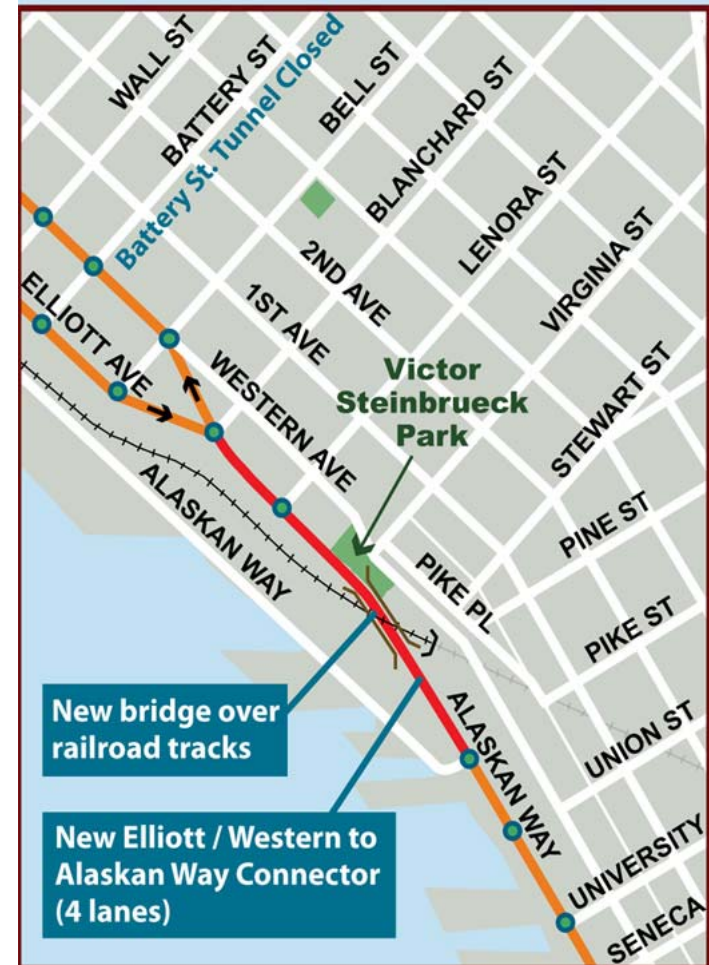 WALL ST
BATTERY ST
Battery St. Tunnel Closed
BELL ST
BLANCHARD ST
LENORA ST
VIRGINIA ST
2ND AVE
1ST AVE
ELLIOTT AVE
WESTERN AVE
Victor
Steinbrueck
Park
STEWART ST
PINE ST
ALASKAN WAY
PIKE PL
PIKE ST
New bridge over
railroad tracks
ALASKAN WAY
UNION ST
New Elliott / Western to
Alaskan Way Connector
(4 lanes)
UNIVERSITY
SENECA